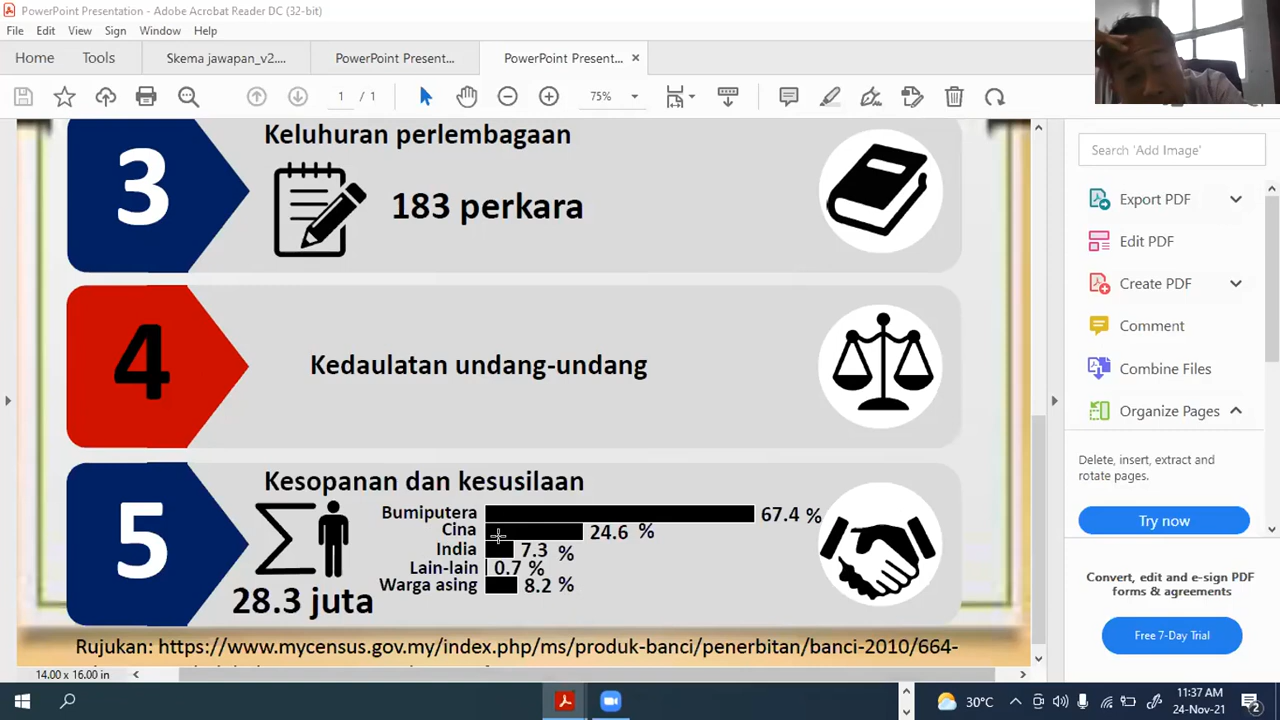 PowerPoint Presentation - Adobe Acrobat Reader DC (32-bit)
File Edit View Sign Window Help
Home Tools Skema jawapan_v2.... PowerPoint Present... PowerPoint Present... ×
1 / 1 75%
Search 'Add Image'
3
Keluhuran perlembagaan
183 perkara
4
Kedaulatan undang-undang
5
Kesopanan dan kesusilaan
28.3 juta
Bumiputera 67.4 %
Cina 24.6 %
India 7.3 %
Lain-lain 0.7 %
Warga asing 8.2 %
Rujukan: https://www.mycensus.gov.my/index.php/ms/produk-banci/penerbitan/banci-2010/664-
Export PDF
Edit PDF
Create PDF
Comment
Combine Files
Organize Pages
Delete, insert, extract and
rotate pages.
Try now
Convert, edit and e-sign PDF
forms & agreements
Free 7-Day Trial
14.00 x 16.00 in
30°C
11:37 AM
24-Nov-21
2